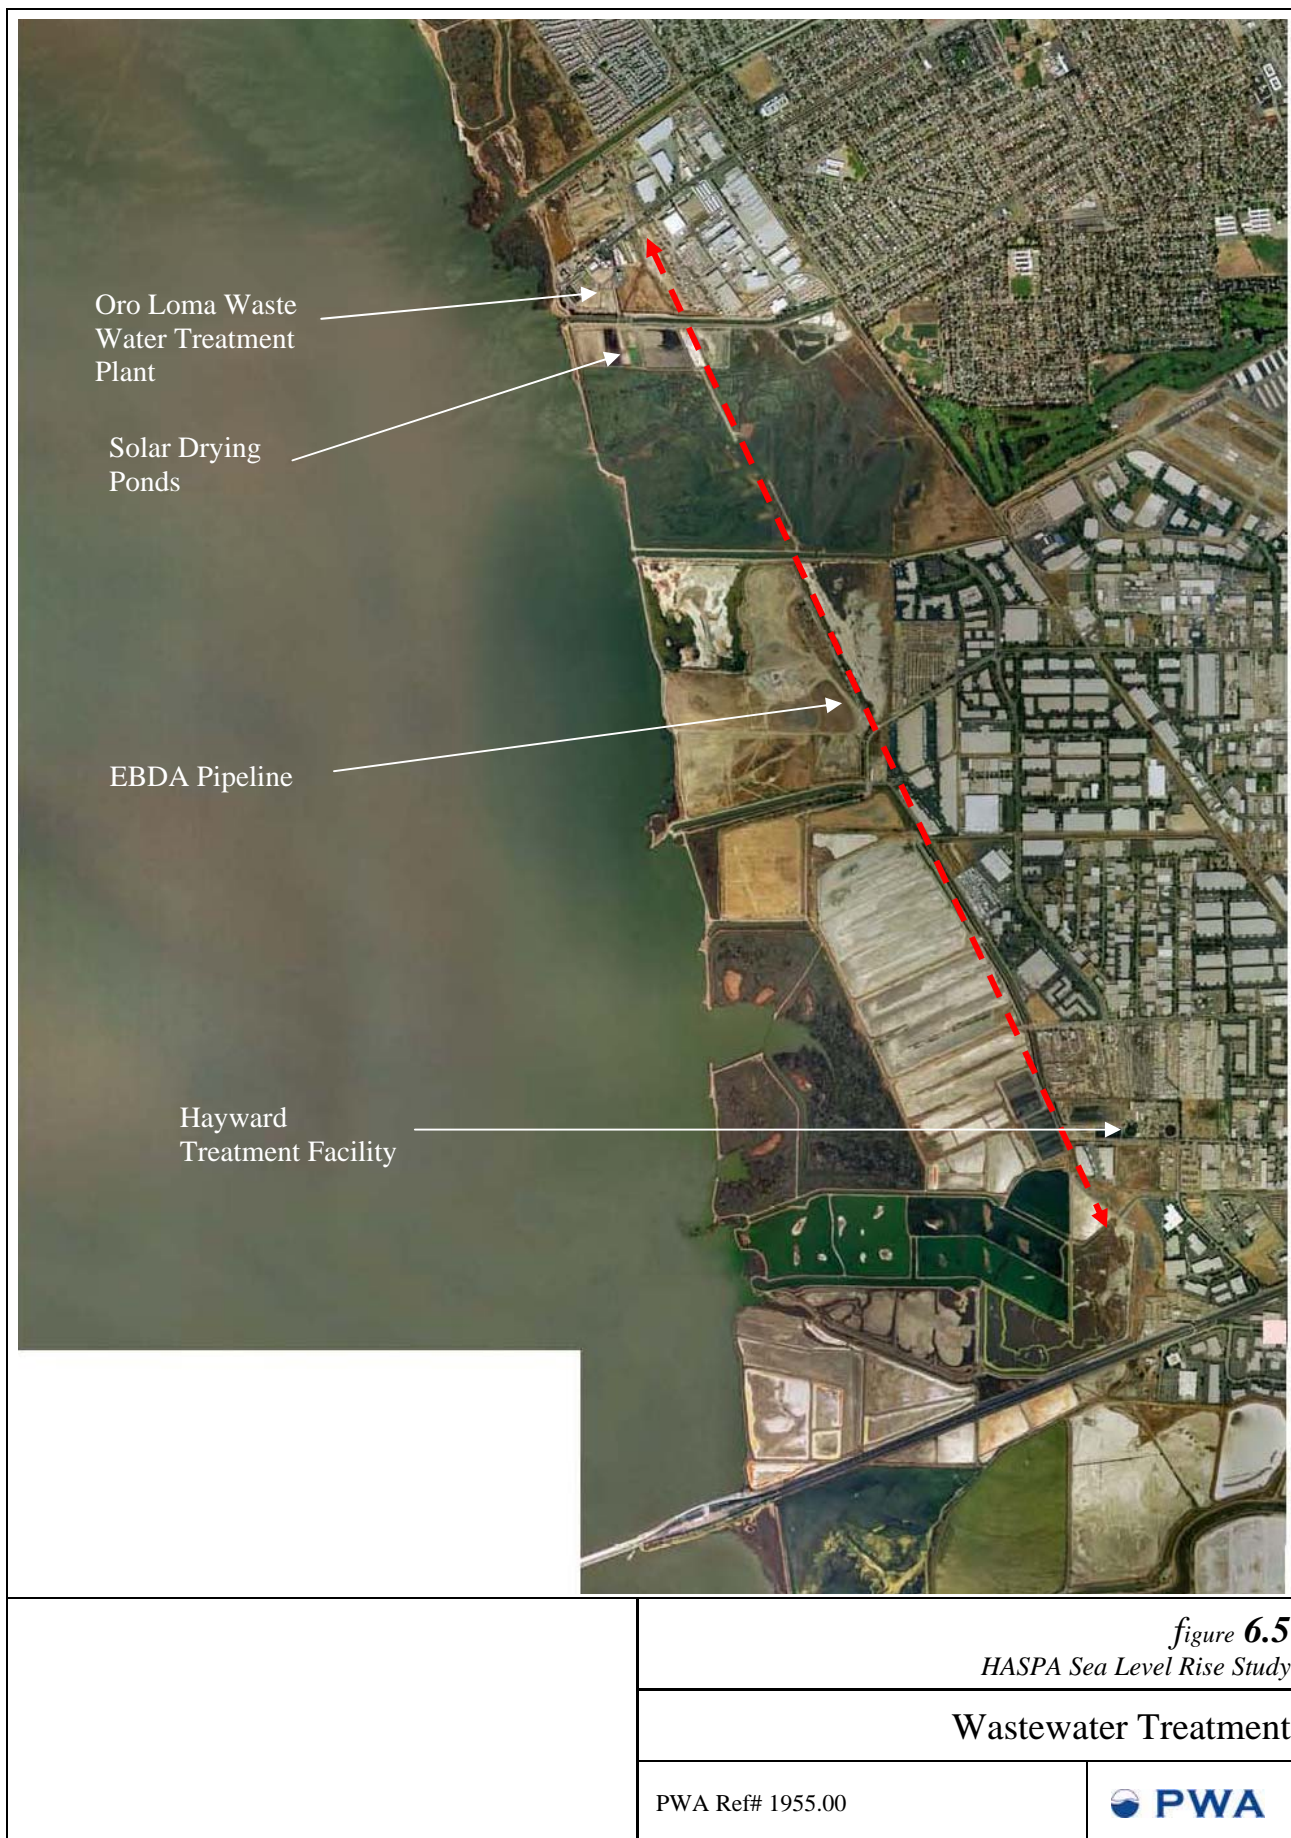 Oro Loma Waste
Water Treatment
Plant
Solar Drying
Ponds
EBDA Pipeline
Hayward
Treatment Facility
figure 6.5
HASPA Sea Level Rise Study
Wastewater Treatment
PWA Ref# 1955.00
PWA